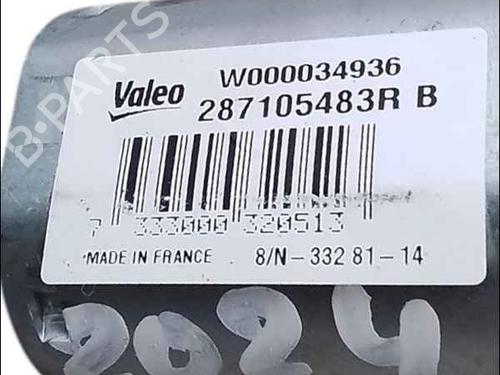 B-PARTS
Valeo
W000034936
287105483R B
7 333000 320513
MADE IN FRANCE
8/N-332 81-14
2024